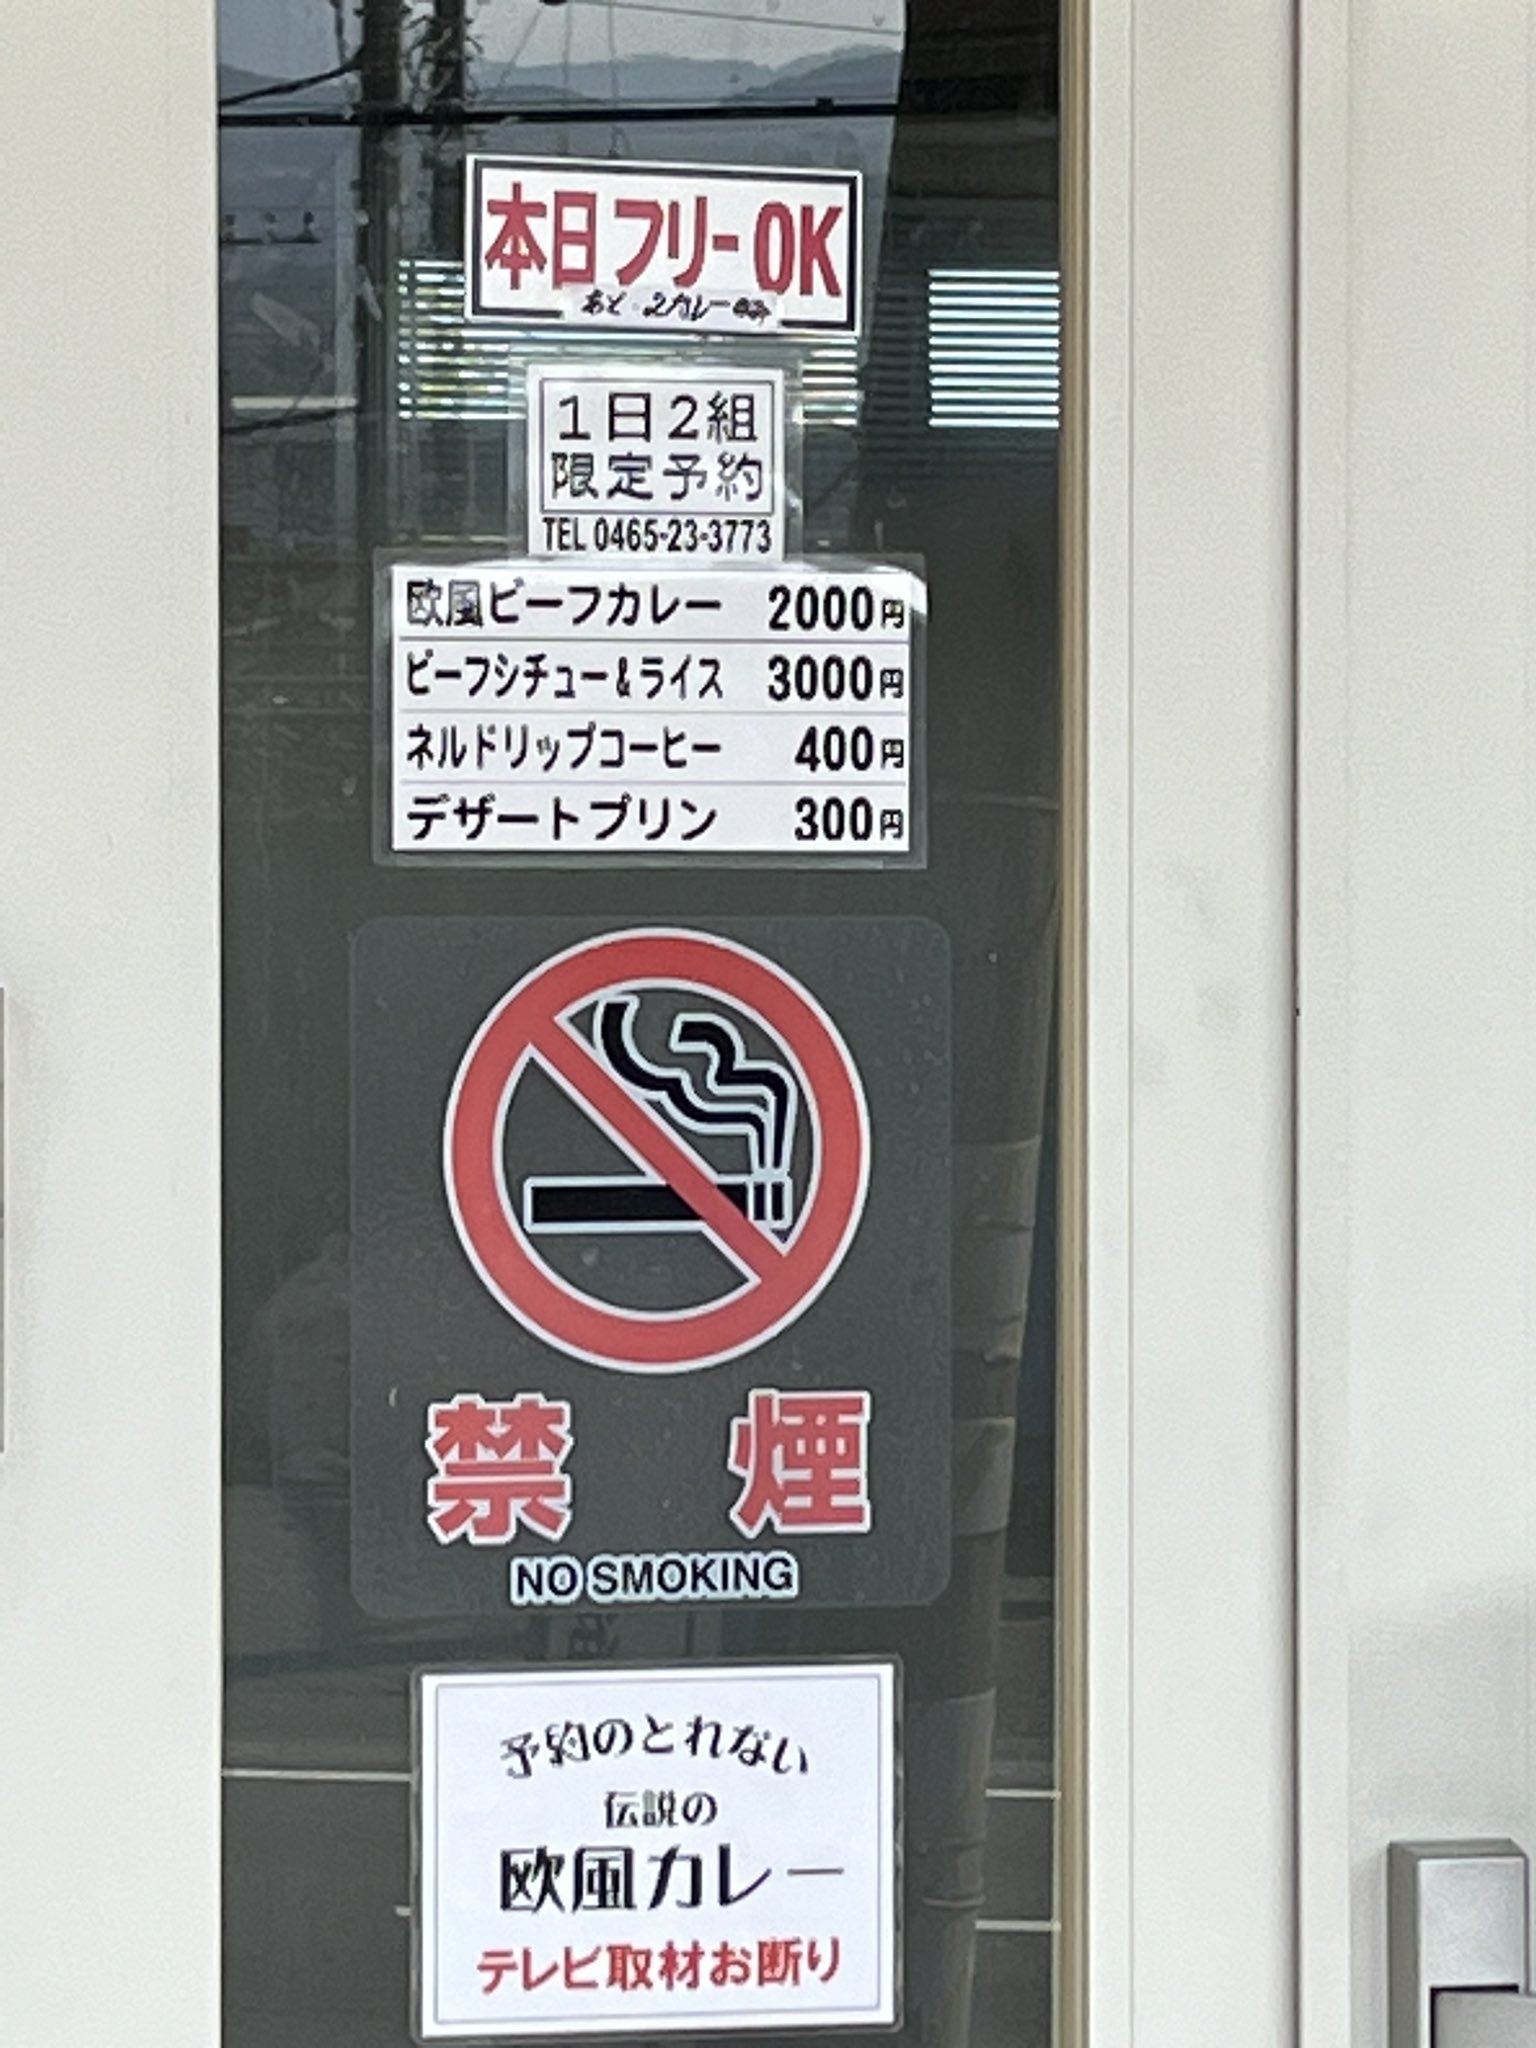 本日フリーOK
あと 2カレー
1日2組
限定予約
TEL 0465-23-3773
欧風ビーフカレー 2000円
ビーフシチュー&ライス 3000円
ネルドリップコーヒー 400円
デザートプリン 300円
禁煙
NO SMOKING
予約のとれない
伝説の
欧風カレー
テレビ取材お断り